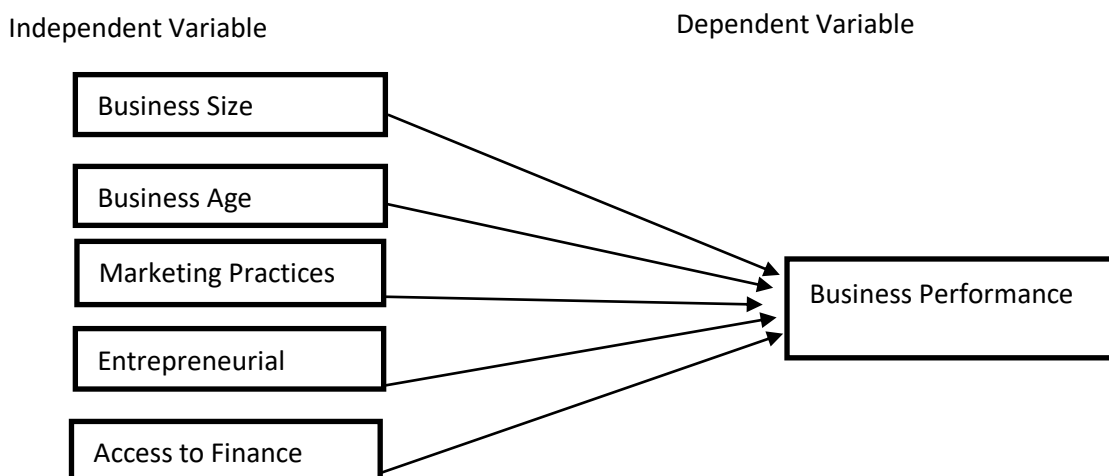 Independent Variable
Dependent Variable
Business Size
Business Age
Marketing Practices
Business Performance
Entrepreneurial
Access to Finance